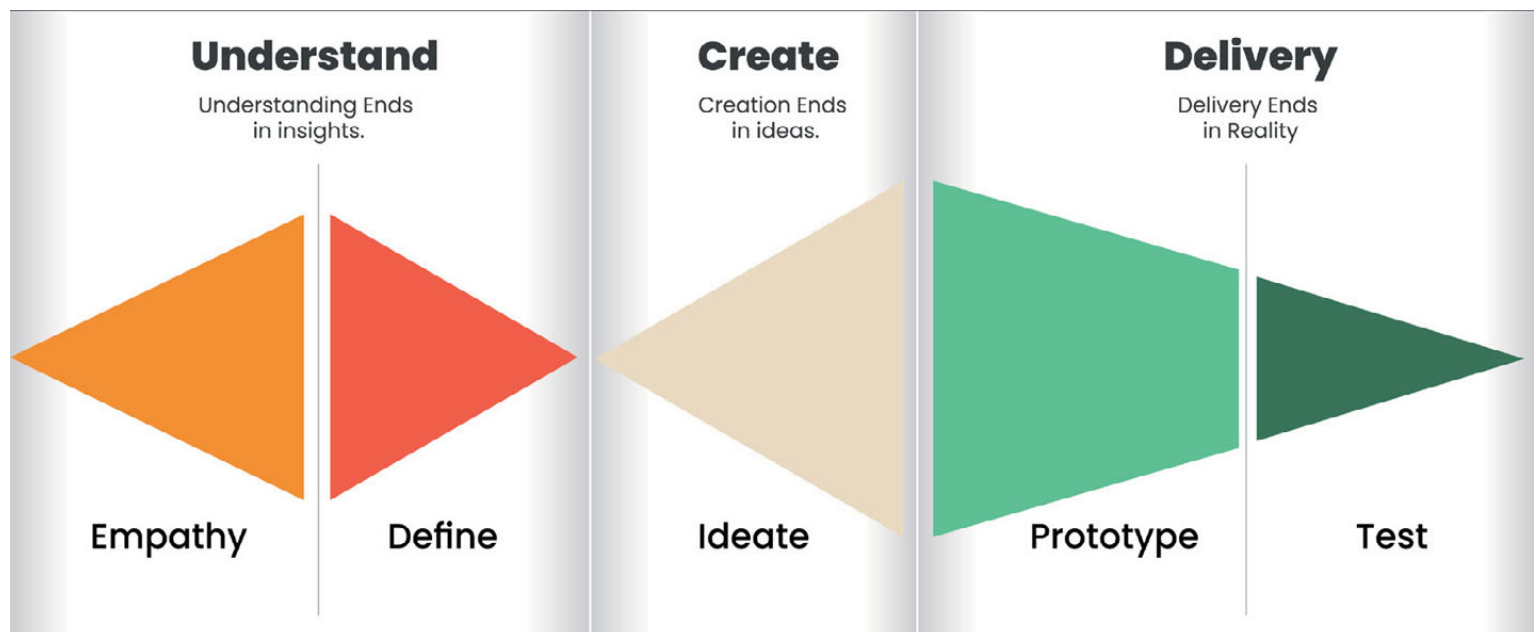 Understand
Understanding Ends
in insights.
Create
Creation Ends
in ideas.
Delivery
Delivery Ends
in Reality
Empathy
Define
Ideate
Prototype
Test